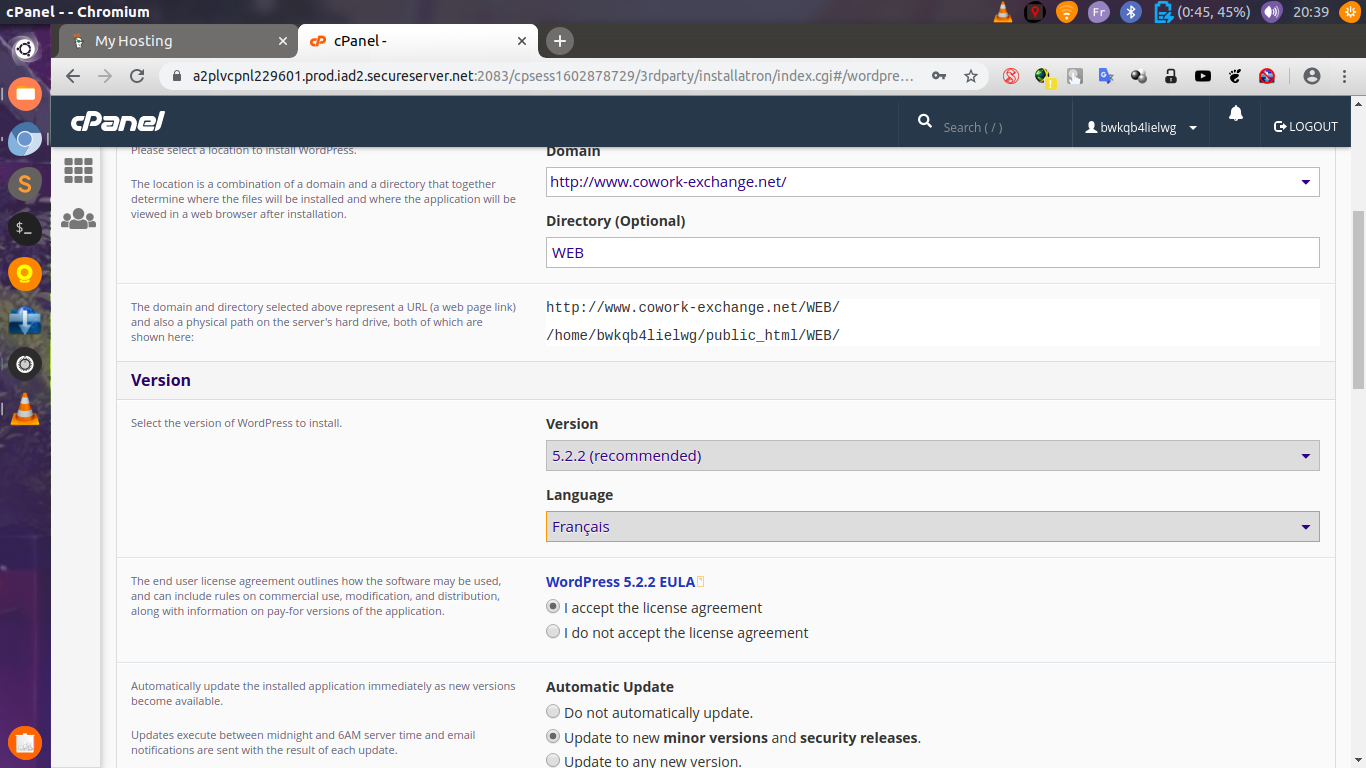 cPanel - - Chromium
Fr
(0:45, 45%)
20:39
My Hosting
cPanel -
a2plvcpnl229601.prod.iad2.secureserver.net:2083/cpsess1602878729/3rdparty/installatron/index.cgi#/wordpre...
cPanel
Search ( / )
bwkqb4lielwg
LOGOUT
Please select a location to install WordPress.
Domain
http://www.cowork-exchange.net/
The location is a combination of a domain and a directory that together
determine where the files will be installed and where the application will be
viewed in a web browser after installation.
Directory (Optional)
WEB
The domain and directory selected above represent a URL (a web page link)
and also a physical path on the server's hard drive, both of which are
shown here:
http://www.cowork-exchange.net/WEB/
/home/bwkqb4lielwg/public_html/WEB/
Version
Select the version of WordPress to install.
Version
5.2.2 (recommended)
Language
Français
The end user license agreement outlines how the software may be used,
and can include rules on commercial use, modification, and distribution,
along with information on pay-for versions of the application.
WordPress 5.2.2 EULA
I accept the license agreement
I do not accept the license agreement
Automatically update the installed application immediately as new versions
become available.
Updates execute between midnight and 6AM server time and email
notifications are sent with the result of each update.
Automatic Update
Do not automatically update.
Update to new minor versions and security releases.
Update to any new version.